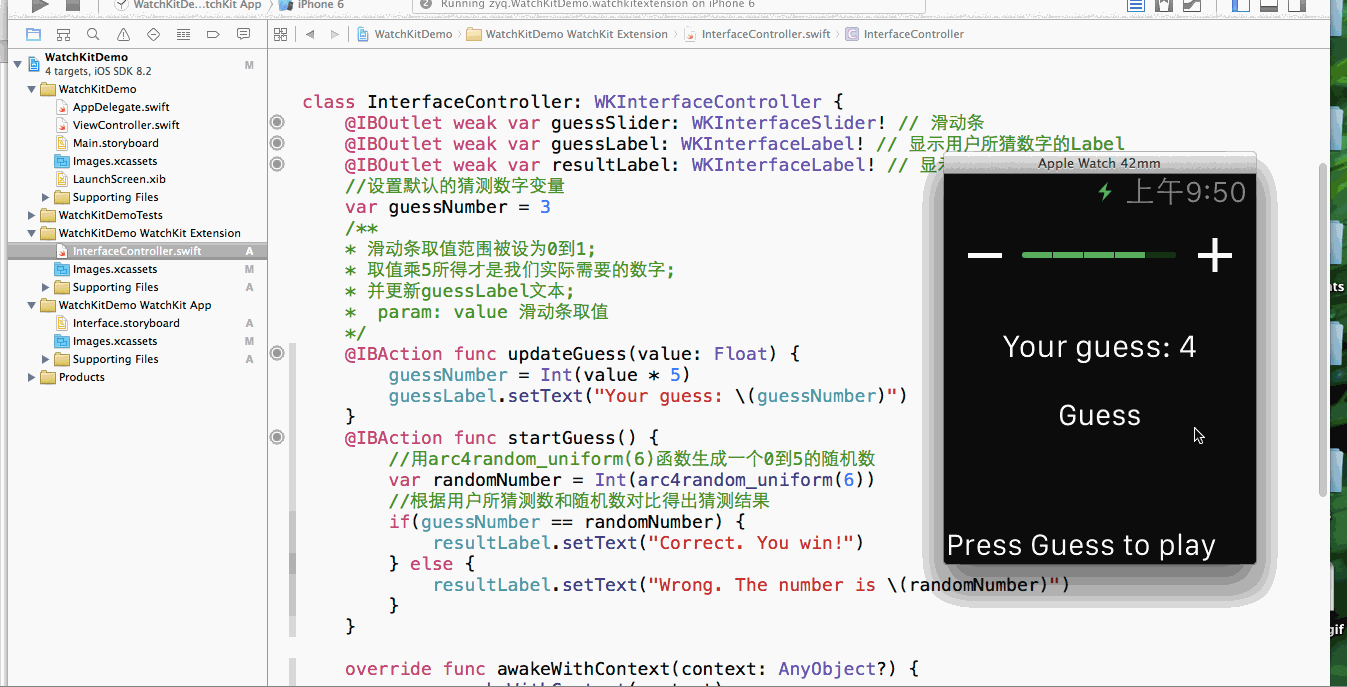 WatchKitDe...tchKit App
iPhone 6
Running zyq.WatchKitDemo.watchkitextension on iPhone 6
WatchKitDemo
WatchKitDemo WatchKit Extension
InterfaceController.swift
InterfaceController
WatchKitDemo M
4 targets, iOS SDK 8.2
WatchKitDemo
AppDelegate.swift
ViewController.swift
Main.storyboard
Images.xcassets
LaunchScreen.xib
Supporting Files
WatchKitDemoTests
WatchKitDemo WatchKit Extension
InterfaceController.swift A
Images.xcassets M
Supporting Files A
WatchKitDemo WatchKit App
Interface.storyboard A
Images.xcassets M
Supporting Files A
Products
class InterfaceController: WKInterfaceController {
@IBOutlet weak var guessSlider: WKInterfaceSlider! // 滑动条
@IBOutlet weak var guessLabel: WKInterfaceLabel! // 显示用户所猜数字的Label
@IBOutlet weak var resultLabel: WKInterfaceLabel! // 显
//设置默认的猜测数字变量
var guessNumber = 3
/**
* 滑动条取值范围被设为0到1;
* 取值乘5所得才是我们实际需要的数字;
* 并更新guessLabel文本;
* param: value 滑动条取值
*/
@IBAction func updateGuess(value: Float) {
guessNumber = Int(value * 5)
guessLabel.setText("Your guess: \(guessNumber)")
}
@IBAction func startGuess() {
//用arc4random_uniform(6)函数生成一个0到5的随机数
var randomNumber = Int(arc4random_uniform(6))
//根据用户所猜测数和随机数对比得出猜测结果
if(guessNumber == randomNumber) {
resultLabel.setText("Correct. You win!")
} else {
resultLabel.setText("Wrong. The number is \(randomNumber)")
}
}
override func awakeWithContext(context: AnyObject?) {
Apple Watch 42mm
上午9:50
Your guess: 4
Guess
Press Guess to play
nts
gif